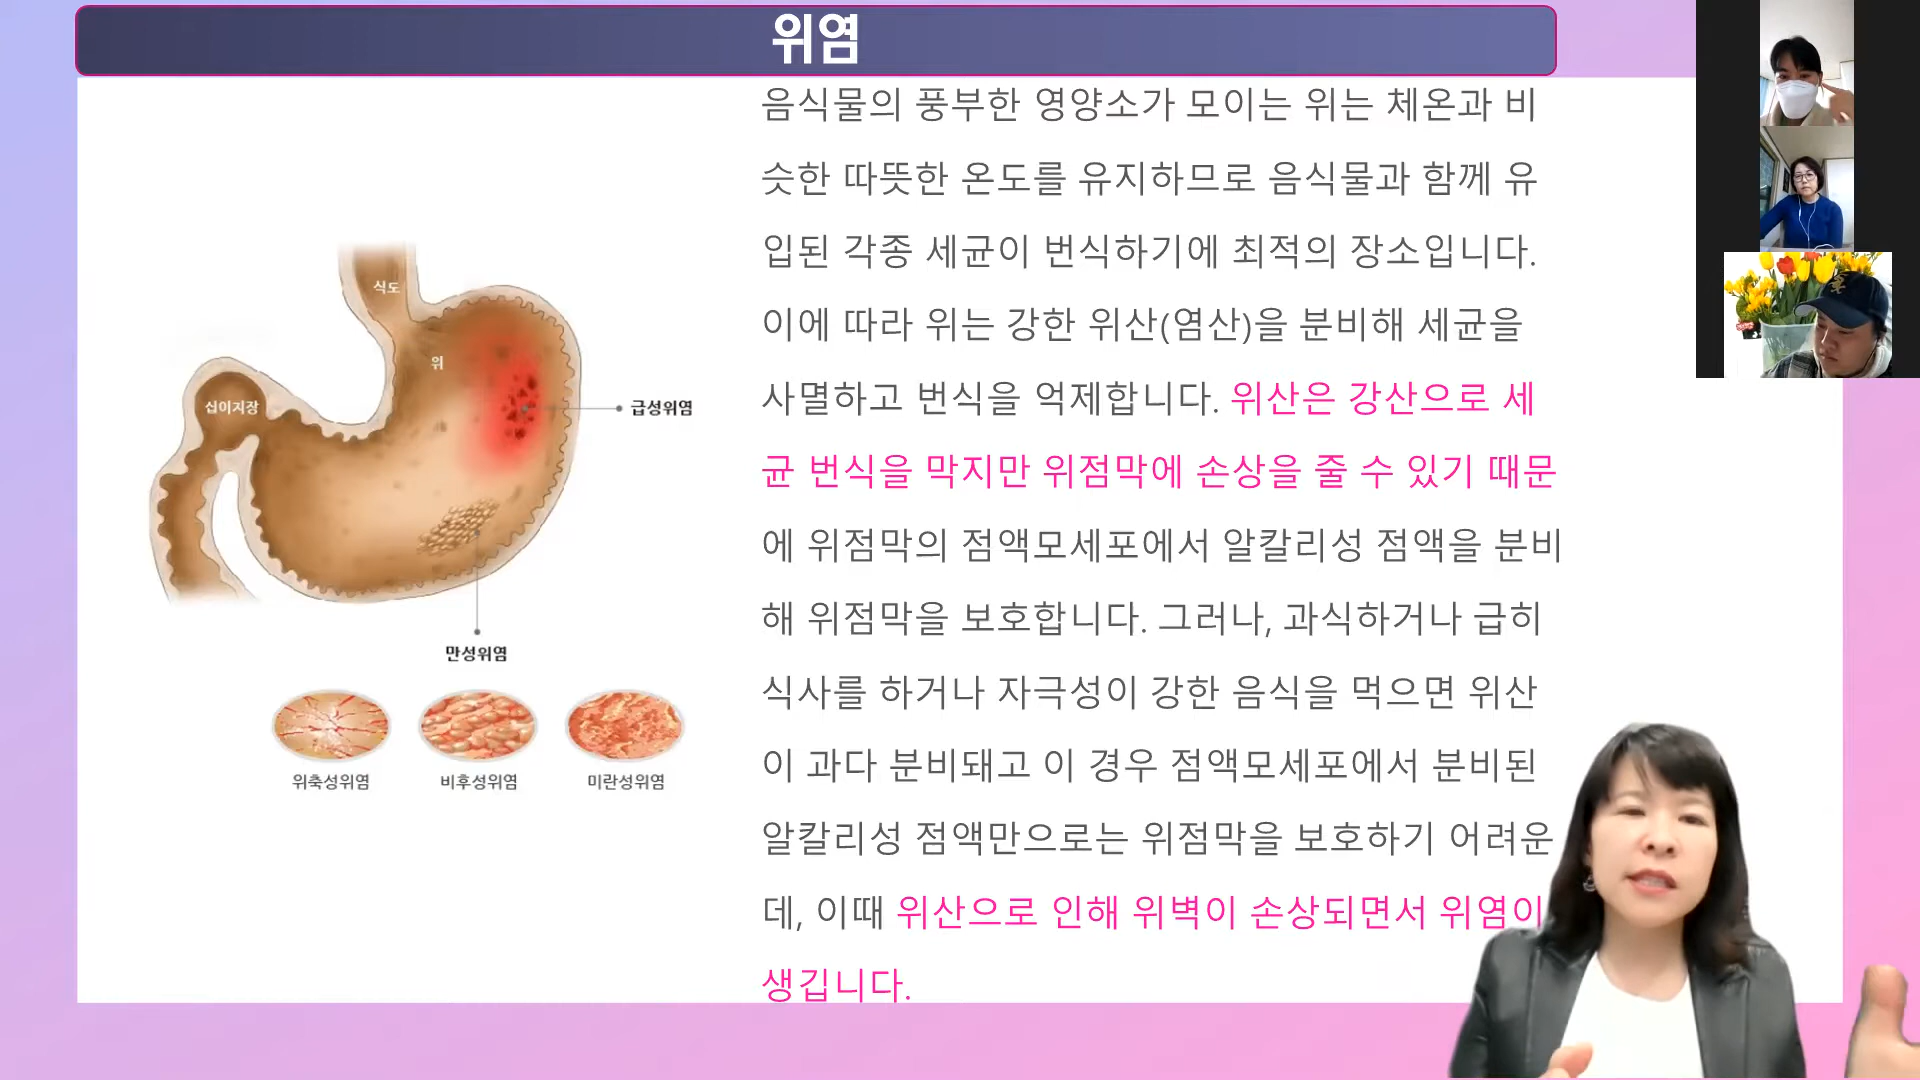 위염
음식물의 풍부한 영양소가 모이는 위는 체온과 비
슷한 따뜻한 온도를 유지하므로 음식물과 함께 유
입된 각종 세균이 번식하기에 최적의 장소입니다.
이에 따라 위는 강한 위산(염산)을 분비해 세균을
사멸하고 번식을 억제합니다. 위산은 강산으로 세
균 번식을 막지만 위점막에 손상을 줄 수 있기 때문
에 위점막의 점액모세포에서 알칼리성 점액을 분비
해 위점막을 보호합니다. 그러나, 과식하거나 급히
식사를 하거나 자극성이 강한 음식을 먹으면 위산
이 과다 분비돼고 이 경우 점액모세포에서 분비된
알칼리성 점액만으로는 위점막을 보호하기 어려운
데, 이때 위산으로 인해 위벽이 손상되면서 위염이
생깁니다.
식도
위
십이지장
급성위염
만성위염
위축성위염
비후성위염
미란성위염